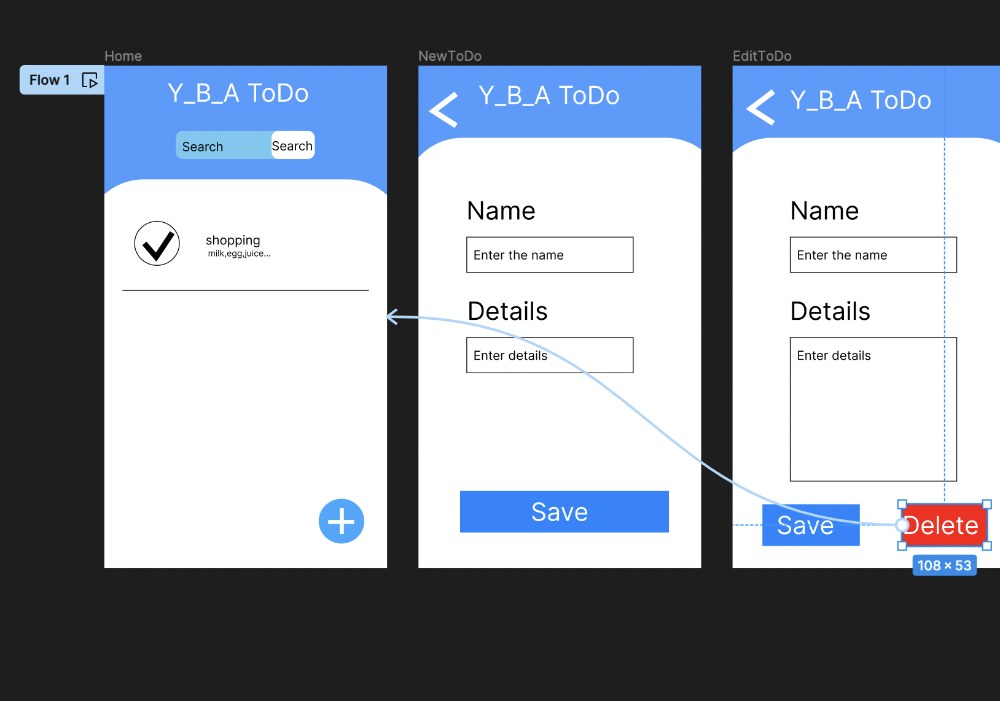 Home
Flow 1
Y_B_A ToDo
Search
Search
shopping
milk,egg,juice...
NewToDo
Y_B_A ToDo
Name
Enter the name
Details
Enter details
Save
EditToDo
Y_B_A ToDo
Name
Enter the name
Details
Enter details
Save
Delete
108 × 53